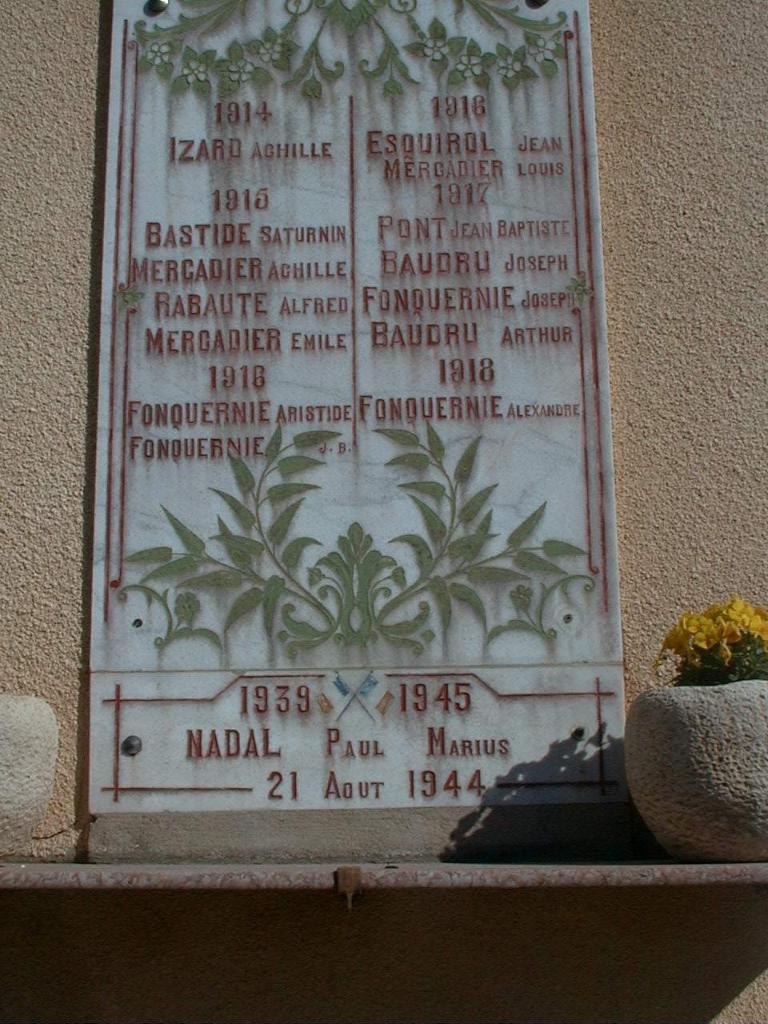 1914
IZARD ACHILLE
1915
BASTIDE SATURNIN
MERCADIER ACHILLE
RABAUTE ALFRED
MERCADIER EMILE
1916
FONQUERNIE ARISTIDE
FONQUERNIE J.B.
1916
ESQUIROL JEAN
MERCADIER LOUIS
1917
PONT JEAN BAPTISTE
BAUDRU JOSEPH
FONQUERNIE JOSEPH
BAUDRU ARTHUR
1918
FONQUERNIE ALEXANDRE
1939 1945
NADAL PAUL MARIUS
21 AOUT 1944